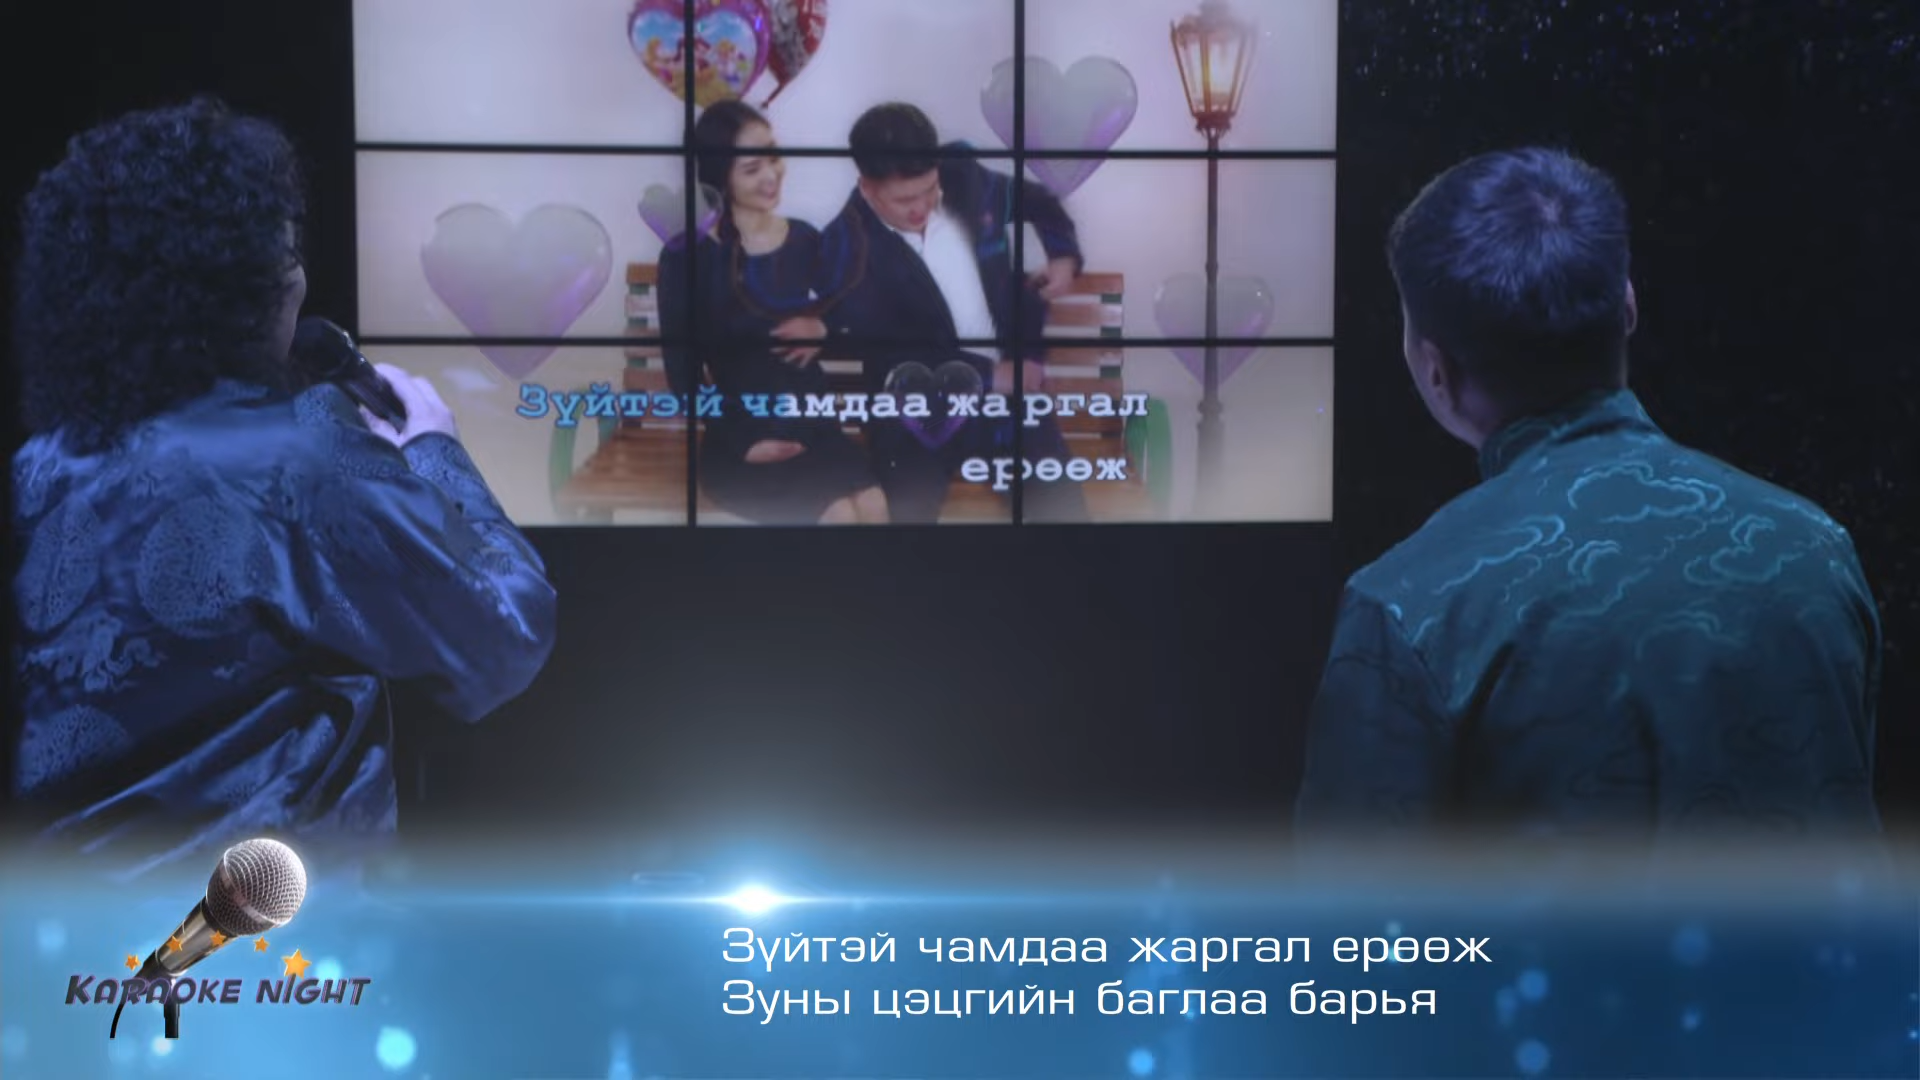 Зүйтэй чамдаа жаргал
ерөөж
KARAOKE NIGHT
Зүйтэй чамдаа жаргал ерөөж
Зуны цэцгийн баглаа барья